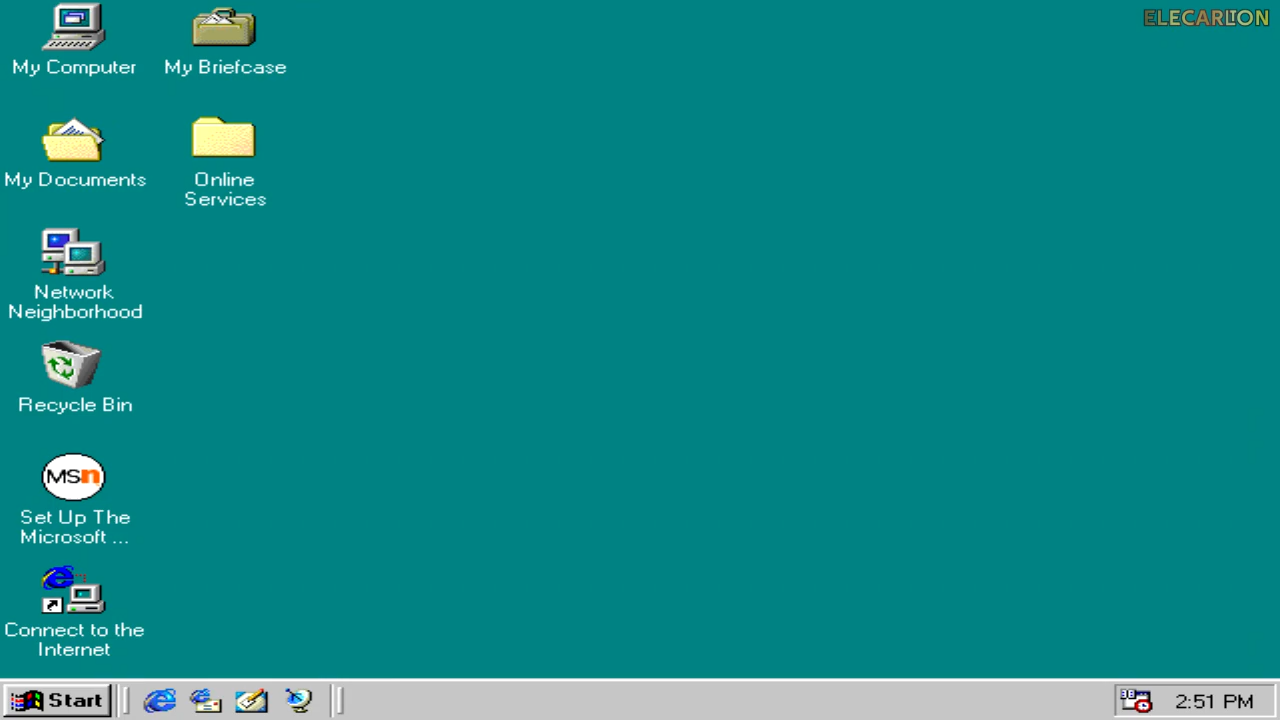 ELECARLION
My Computer
My Briefcase
My Documents
Online
Services
Network
Neighborhood
Recycle Bin
msn
Set Up The
Microsoft ...
Connect to the
Internet
Start
2:51 PM